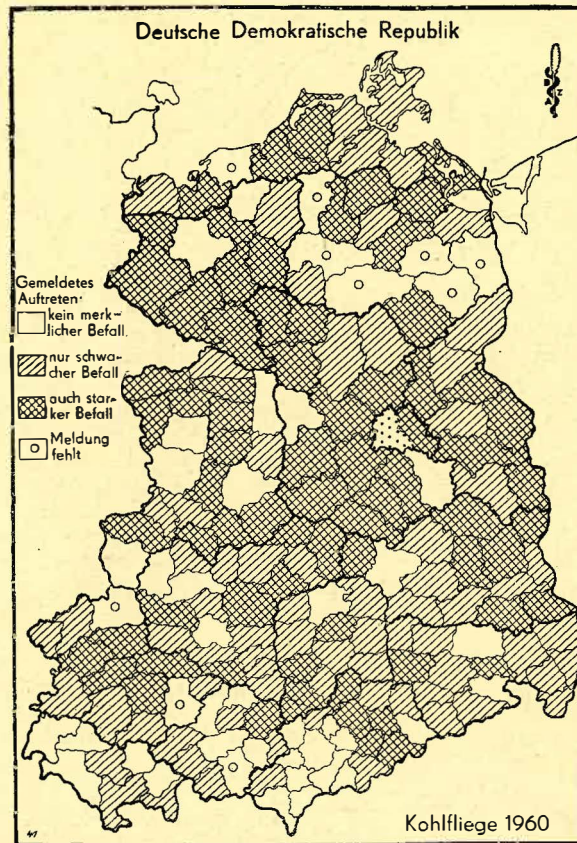 Deutsche Demokratische Republik
Gemeldetes
Auftreten:
kein merk-
licher Befall
nur schwa-
cher Befall
auch star-
ker Befall
Meldung
fehlt
Kohlfliege 1960